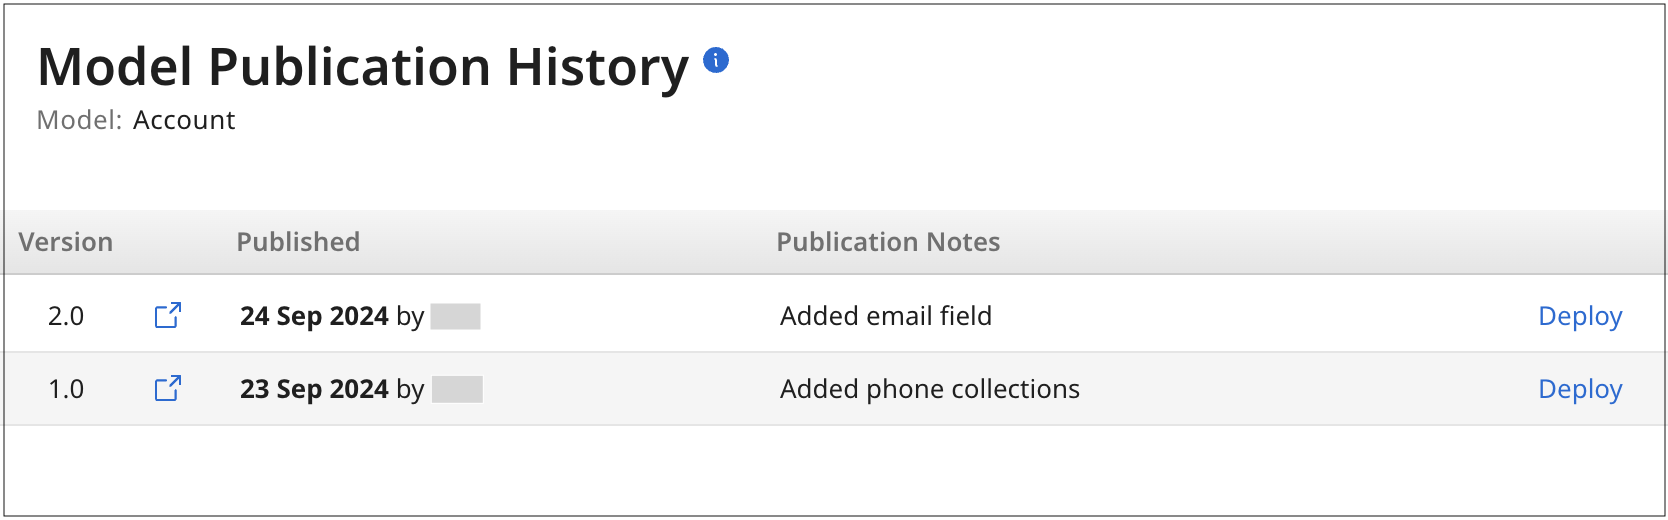 Model Publication History
Model: Account
Version Published Publication Notes
2.0 24 Sep 2024 by Added email field Deploy
1.0 23 Sep 2024 by Added phone collections Deploy